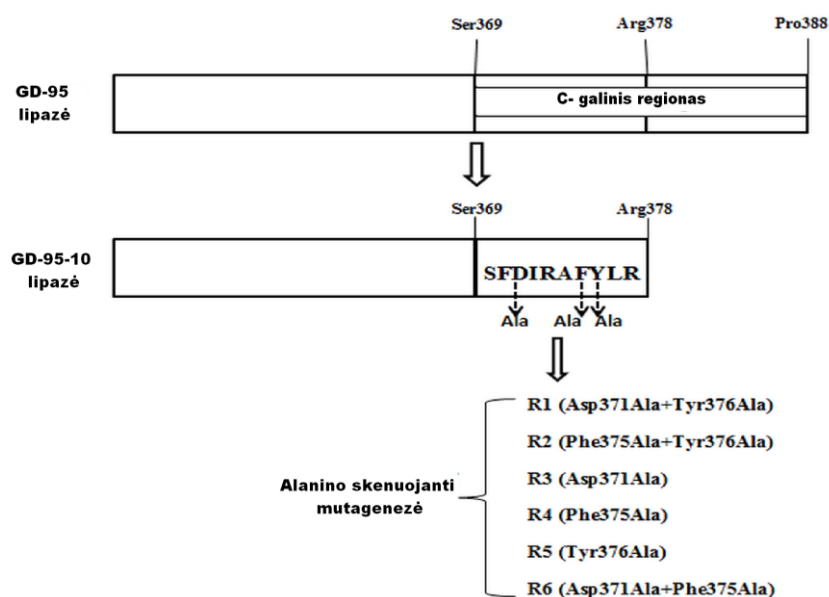 Ser369 Arg378 Pro388
GD-95
lipazė
C- galinis regionas
Ser369 Arg378
GD-95-10
lipazė
SFDIRAFYLR
Ala Ala Ala
R1 (Asp371Ala+Tyr376Ala)
R2 (Phe375Ala+Tyr376Ala)
R3 (Asp371Ala)
Alanino skenuojanti
mutagenezė
R4 (Phe375Ala)
R5 (Tyr376Ala)
R6 (Asp371Ala+Phe375Ala)